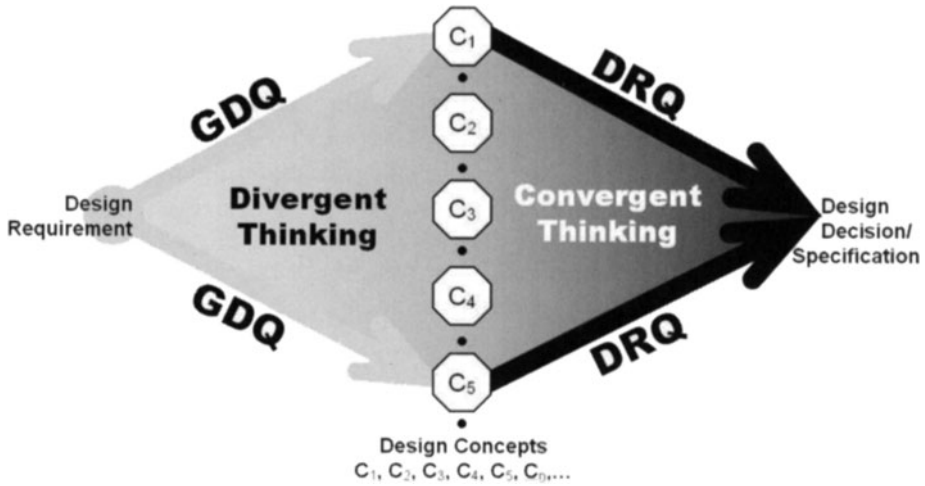 C₁
GDQ
DRQ
C₂
Design
Requirement
Divergent
Thinking
C₃
Convergent
Thinking
Design
Decision/
Specification
C₄
GDQ
DRQ
C₅
Design Concepts
C₁, C₂, C₃, C₄, C₅, Cₙ,...